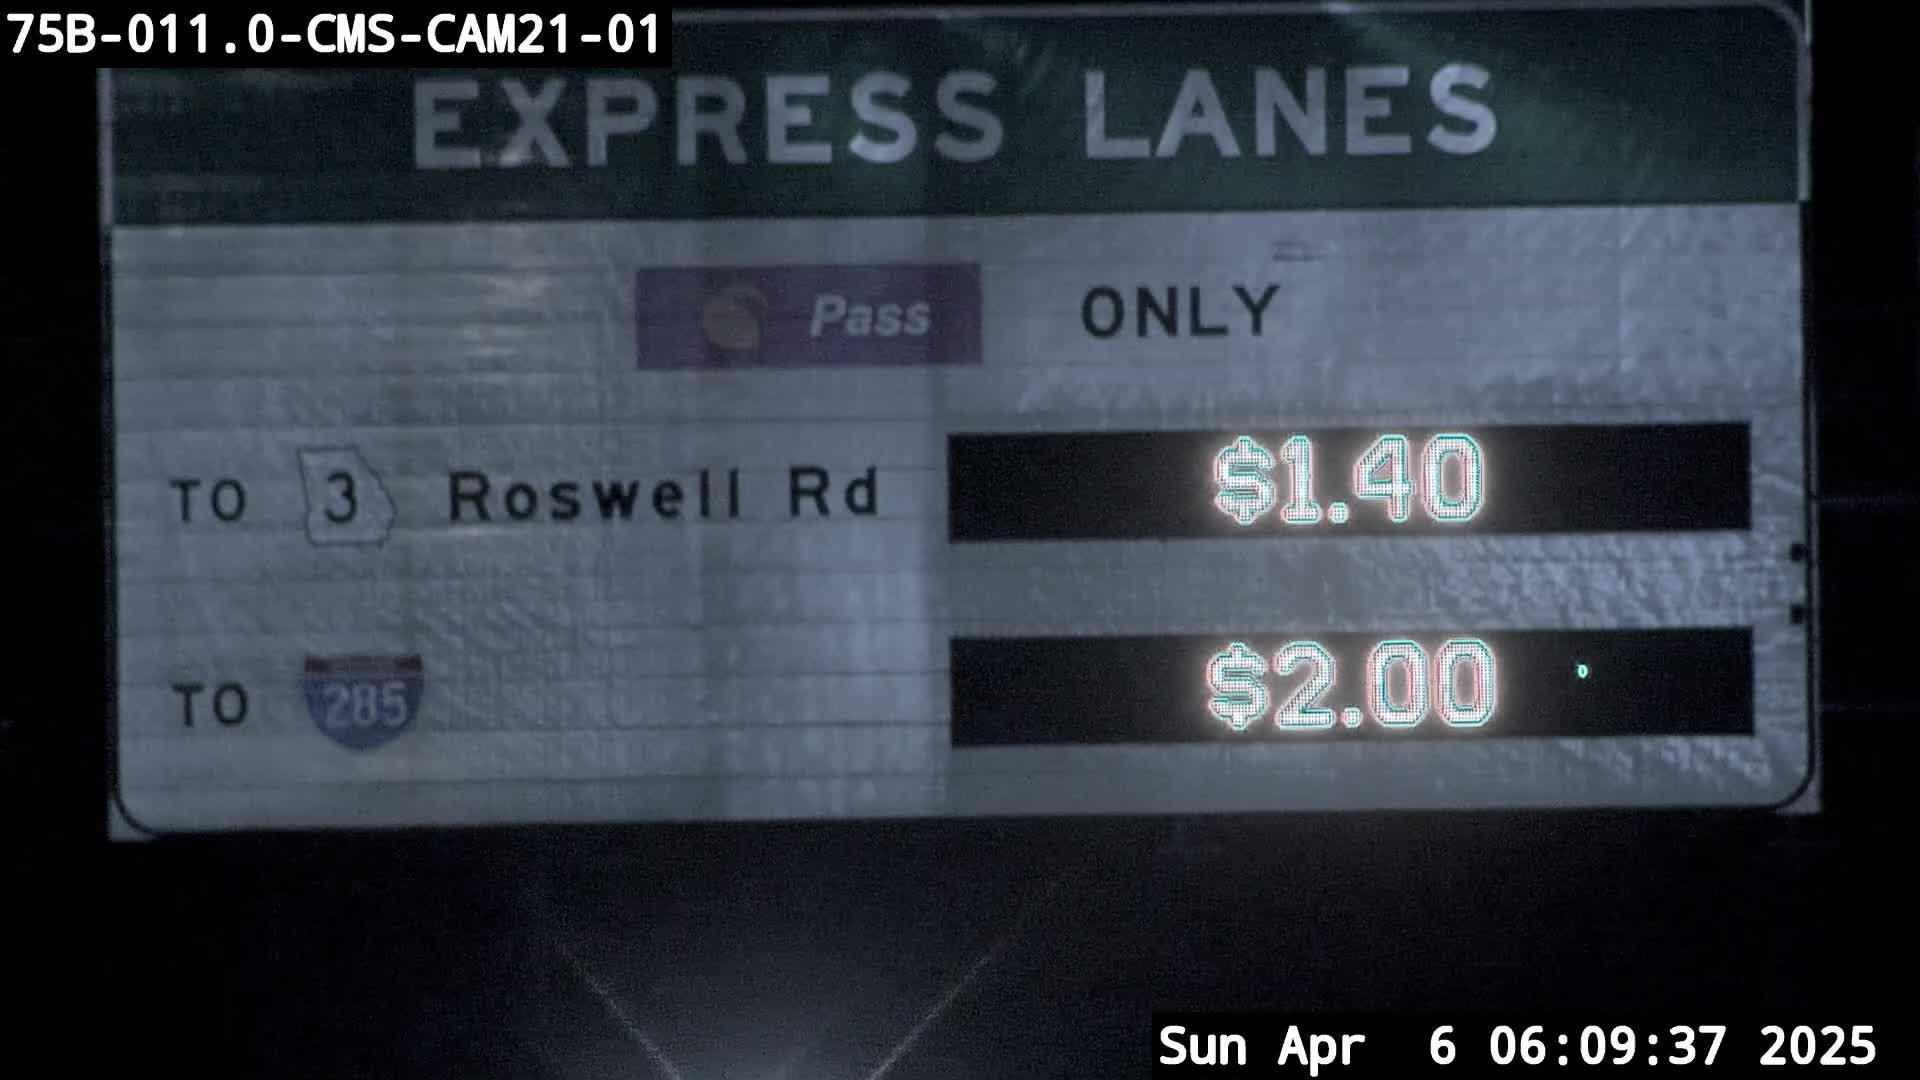 75B-011.0-CMS-CAM21-01
EXPRESS LANES
Pass ONLY
TO 3 Roswell Rd $1.40
TO 285 $2.00
Sun Apr 6 06:09:37 2025